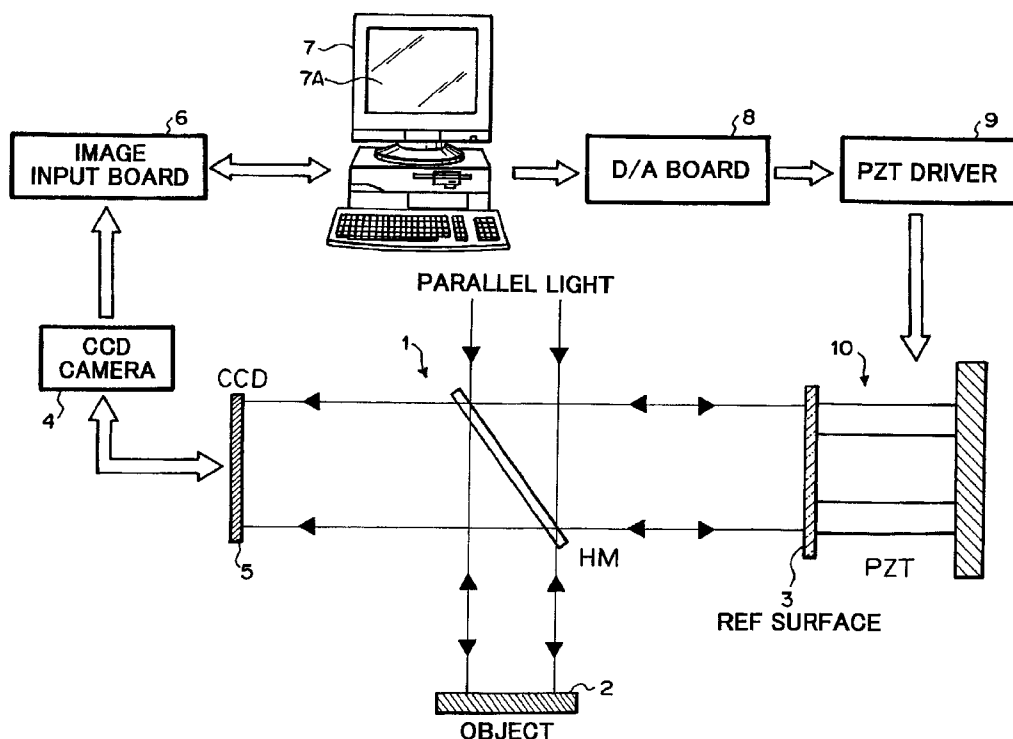 7
7A
6
IMAGE
INPUT BOARD
8
D/A BOARD
9
PZT DRIVER
PARALLEL LIGHT
CCD
CAMERA
4
CCD
1
10
5
HM
3
PZT
REF SURFACE
2
OBJECT